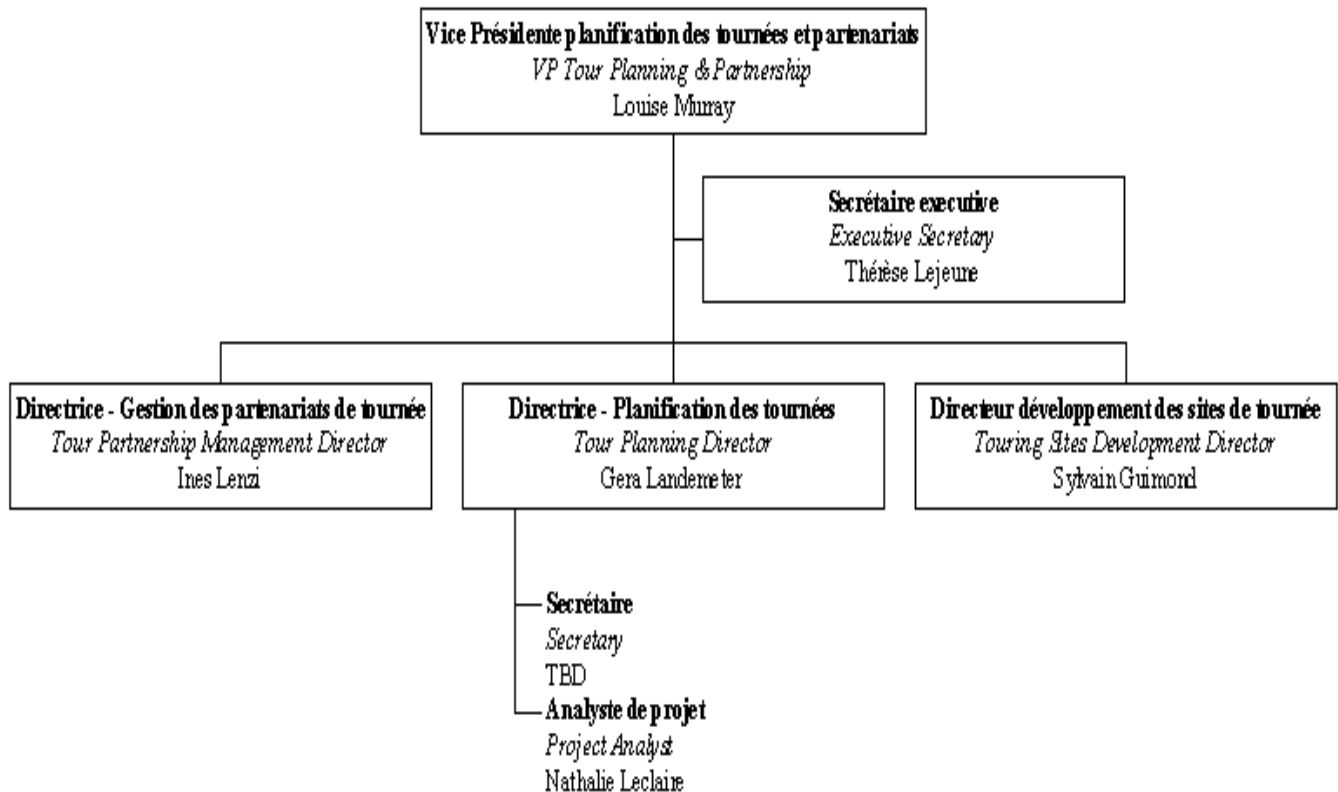 Vice Présidente planification des tournées et partenariats
VP Tour Planning & Partnership
Louise Murray
Secrétaire executive
Executive Secretary
Thérèse Lejeune
Directrice - Gestion des partenariats de tournée
Tour Partnership Management Director
Ines Lenzi
Directrice - Planification des tournées
Tour Planning Director
Gera Landemeter
Directeur développement des sites de tournée
Touring Sites Development Director
Sylvain Guimond
Secrétaire
Secretary
TBD
Analyste de projet
Project Analyst
Nathalie Leclaire